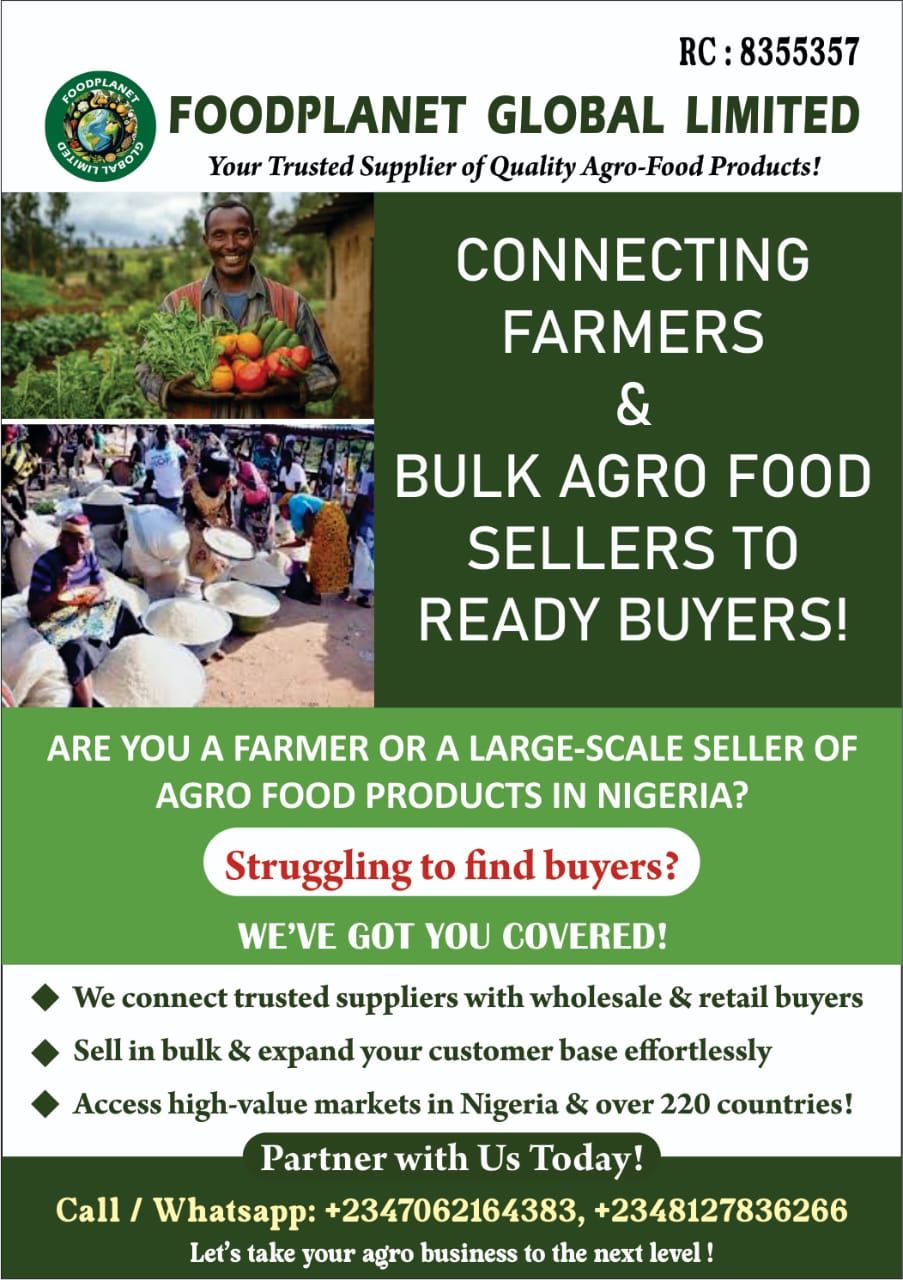 RC : 8355357
FOODPLANET
GLOBAL LIMITED
FOODPLANET GLOBAL LIMITED
Your Trusted Supplier of Quality Agro-Food Products!
CONNECTING
FARMERS
&
BULK AGRO FOOD
SELLERS TO
READY BUYERS!
ARE YOU A FARMER OR A LARGE-SCALE SELLER OF
AGRO FOOD PRODUCTS IN NIGERIA?
Struggling to find buyers?
WE'VE GOT YOU COVERED!
We connect trusted suppliers with wholesale & retail buyers
Sell in bulk & expand your customer base effortlessly
Access high-value markets in Nigeria & over 220 countries!
Partner with Us Today!
Call / Whatsapp: +2347062164383, +2348127836266
Let's take your agro business to the next level !